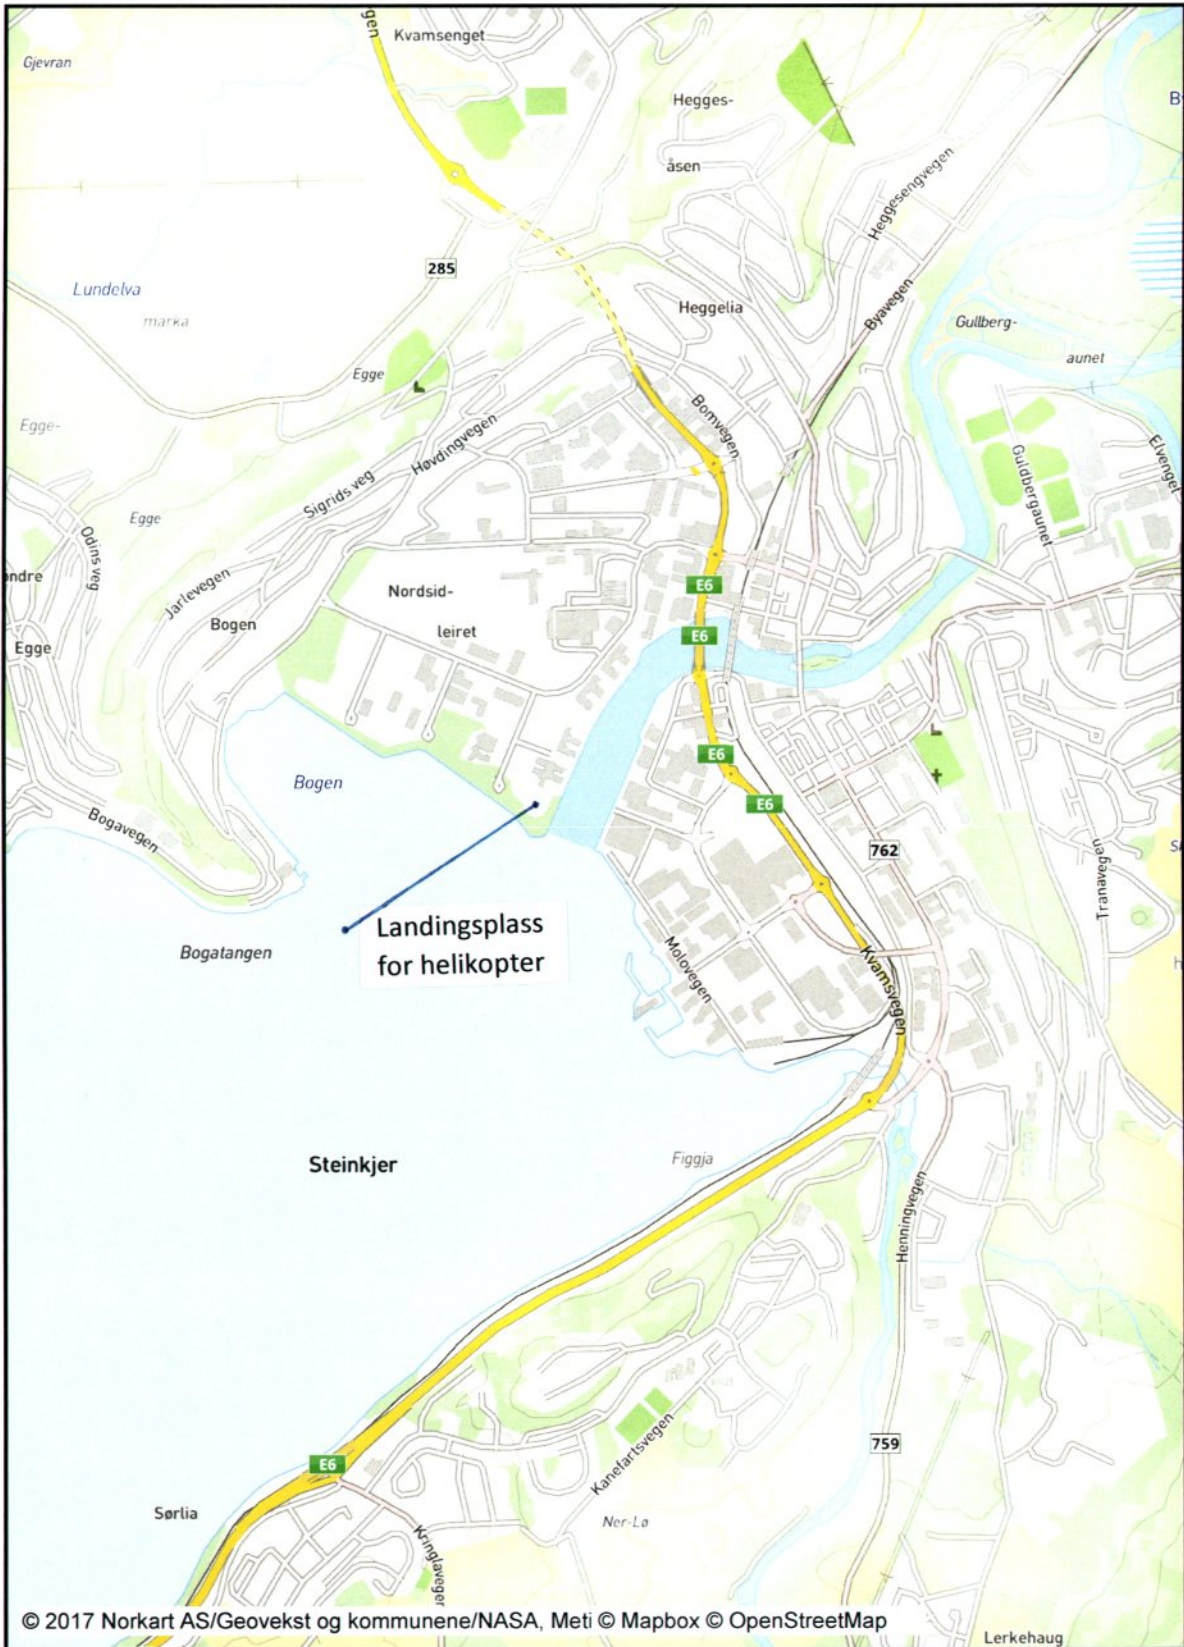 gen
Kvamsenget
Gjevran
Hegges-
B
åsen
Heggesengvegen
285
Lundelva
marka
Heggelia
Byavegen
Gullberg-
aunet
Egge
Bomvegen
Egge-
Høvdingvegen
Guldbergaunet
Elvengel
Sigrids veg
Egge
Odins veg
ondre
Jarlevegen
Nordsid-
leiret
E6
Bogen
Egge
E6
E6
Bogen
E6
Bogavegen
762
Tranavegen
Landingsplass
for helikopter
Bogatangen
Molovegen
Kvamsvegen
h
Steinkjer
Figgja
Henningvegen
759
E6
Kanefartsvegen
Sørlia
Ner-Lø
Kringlavegen
© 2017 Norkart AS/Geovekst og kommunene/NASA, Meti © Mapbox © OpenStreetMap
Lerkehaug